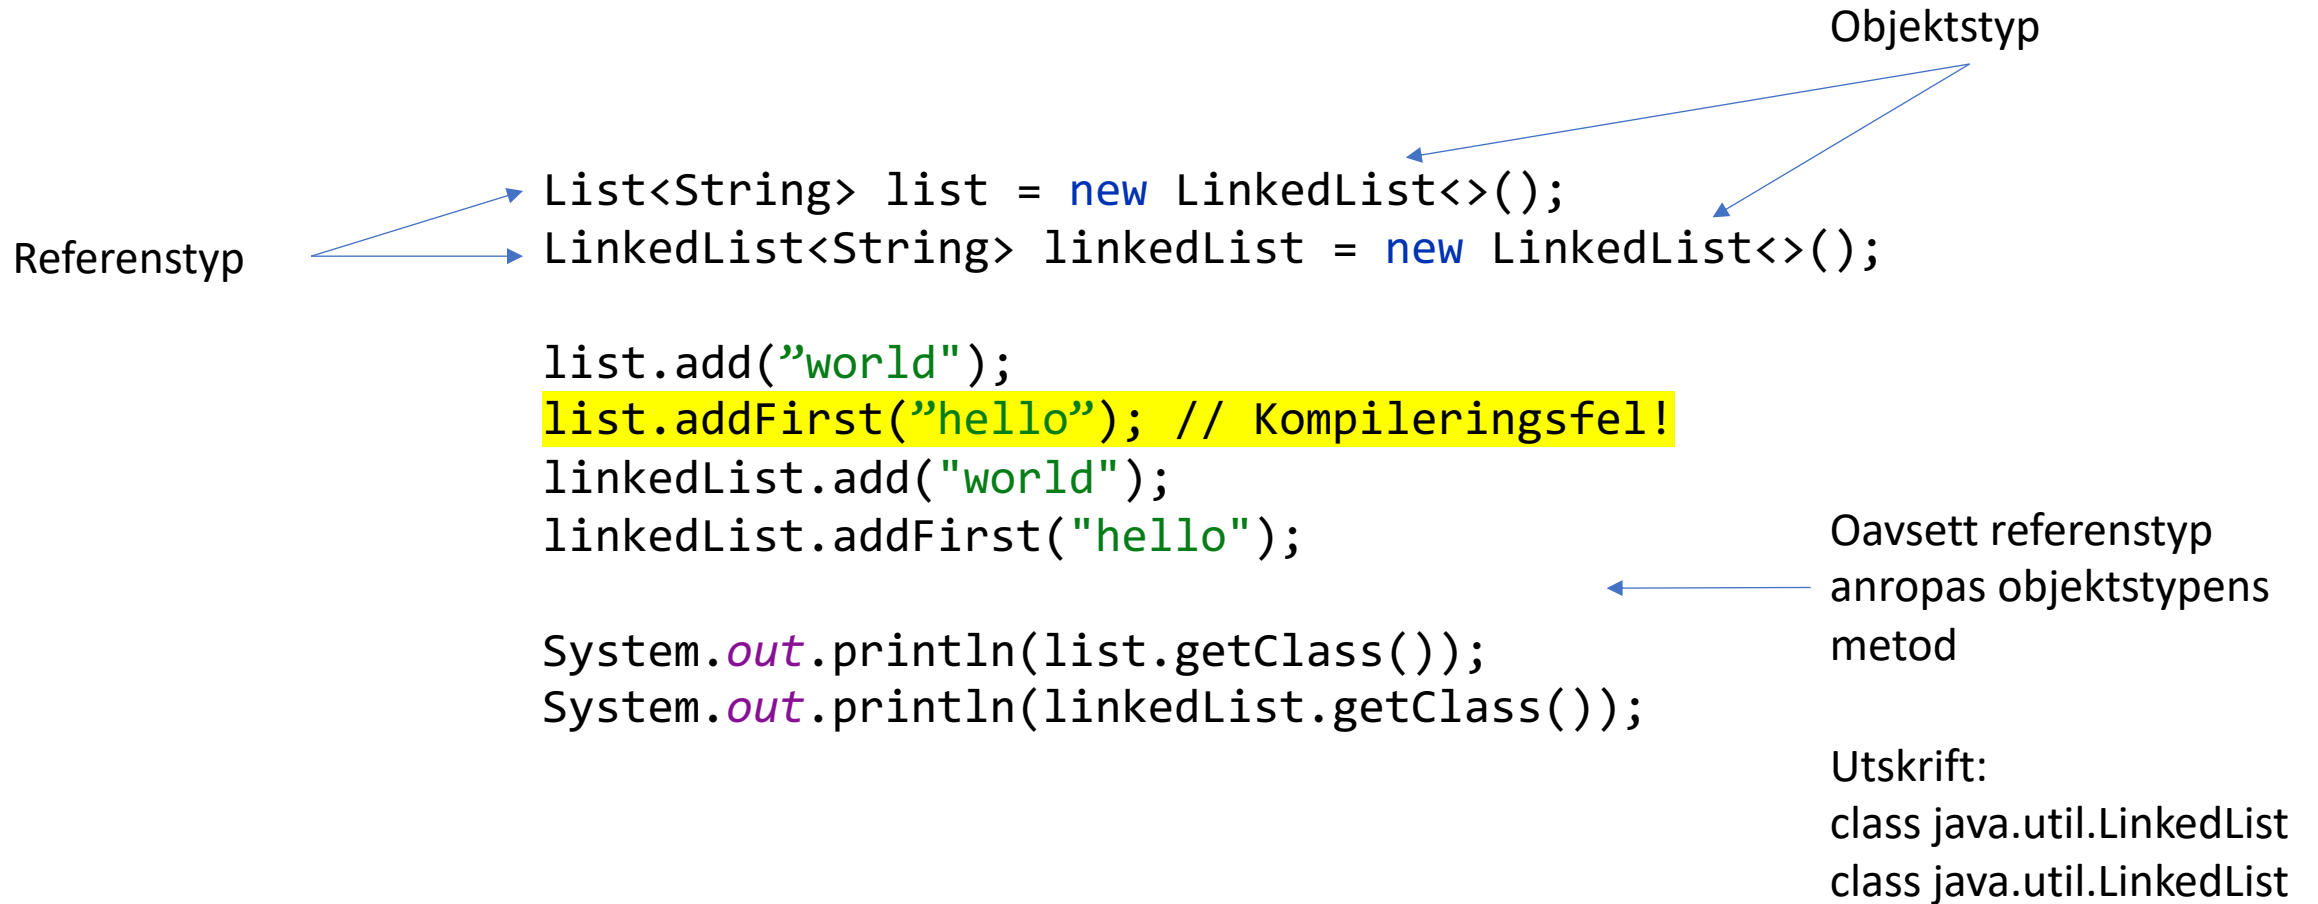 Objektstyp
List<String> list = new LinkedList<>();
Referenstyp
LinkedList<String> linkedList = new LinkedList<>();
list.add(”world");
list.addFirst(”hello”); // Kompileringsfel!
linkedList.add("world");
linkedList.addFirst("hello");
Oavsett referenstyp
anropas objektstypens
metod
System.out.println(list.getClass());
System.out.println(linkedList.getClass());
Utskrift:
class java.util.LinkedList
class java.util.LinkedList